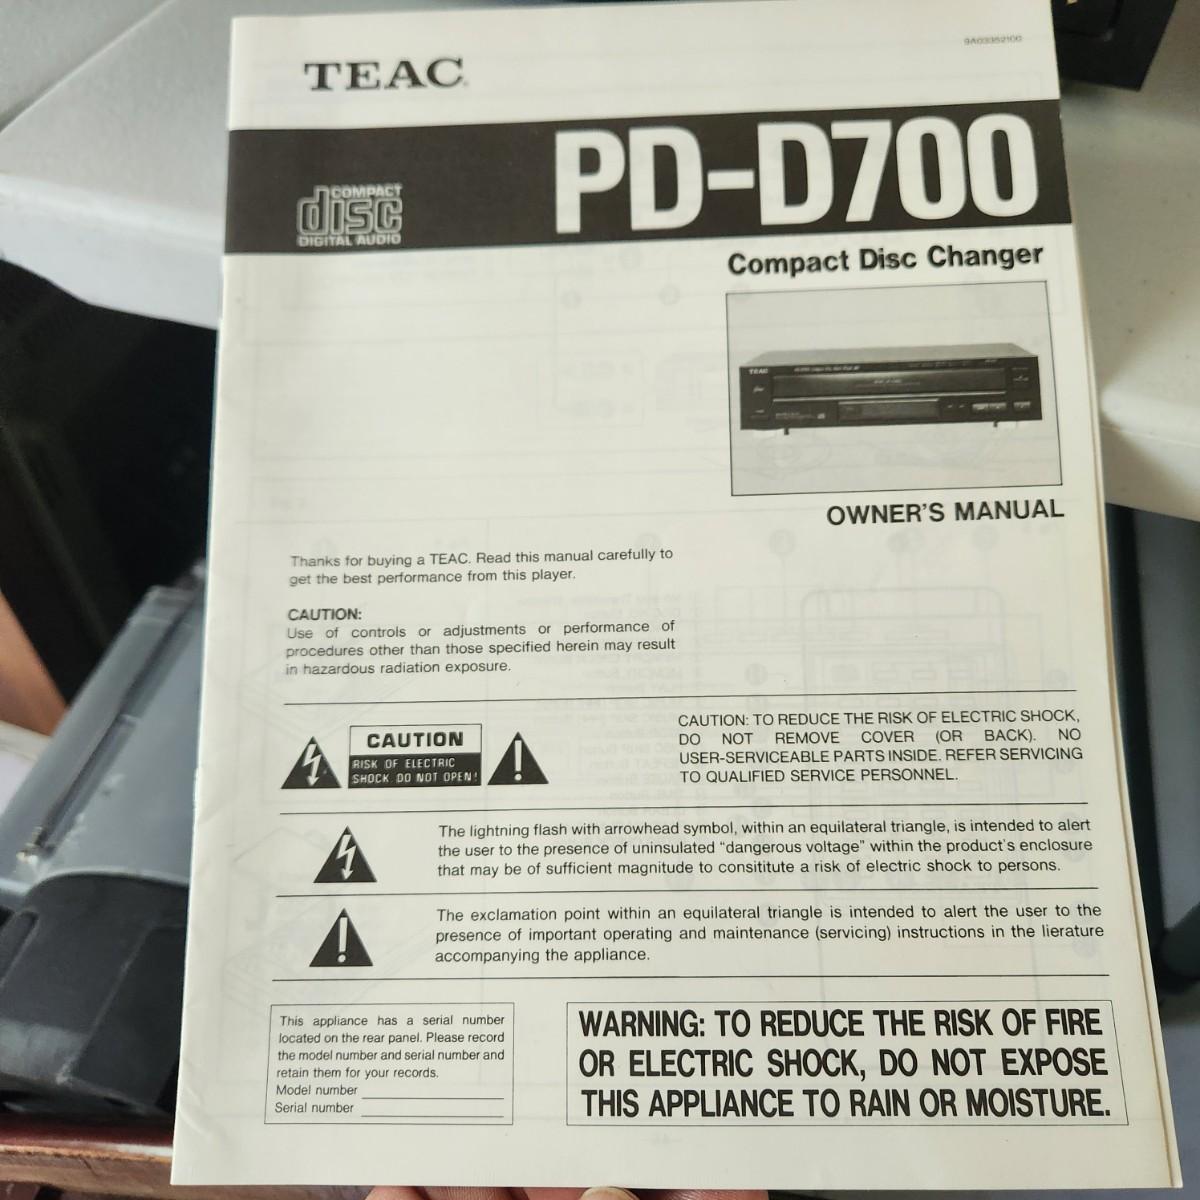 9A03352100
TEAC
COMPACT
disc
DIGITAL AUDIO
PD-D700
Compact Disc Changer
TEAC
OWNER'S MANUAL
Thanks for buying a TEAC. Read this manual carefully to
get the best performance from this player.
CAUTION:
Use of controls or adjustments or performance of
procedures other than those specified herein may result
in hazardous radiation exposure.
CAUTION
RISK OF ELECTRIC
SHOCK DO NOT OPEN!
CAUTION: TO REDUCE THE RISK OF ELECTRIC SHOCK,
DO NOT REMOVE COVER (OR BACK). NO
USER-SERVICEABLE PARTS INSIDE. REFER SERVICING
TO QUALIFIED SERVICE PERSONNEL.
The lightning flash with arrowhead symbol, within an equilateral triangle, is intended to alert
the user to the presence of uninsulated “dangerous voltage” within the product's enclosure
that may be of sufficient magnitude to consititute a risk of electric shock to persons.
The exclamation point within an equilateral triangle is intended to alert the user to the
presence of important operating and maintenance (servicing) instructions in the lierature
accompanying the appliance.
This appliance has a serial number
located on the rear panel. Please record
the model number and serial number and
retain them for your records.
Model number
Serial number
WARNING: TO REDUCE THE RISK OF FIRE
OR ELECTRIC SHOCK, DO NOT EXPOSE
THIS APPLIANCE TO RAIN OR MOISTURE.